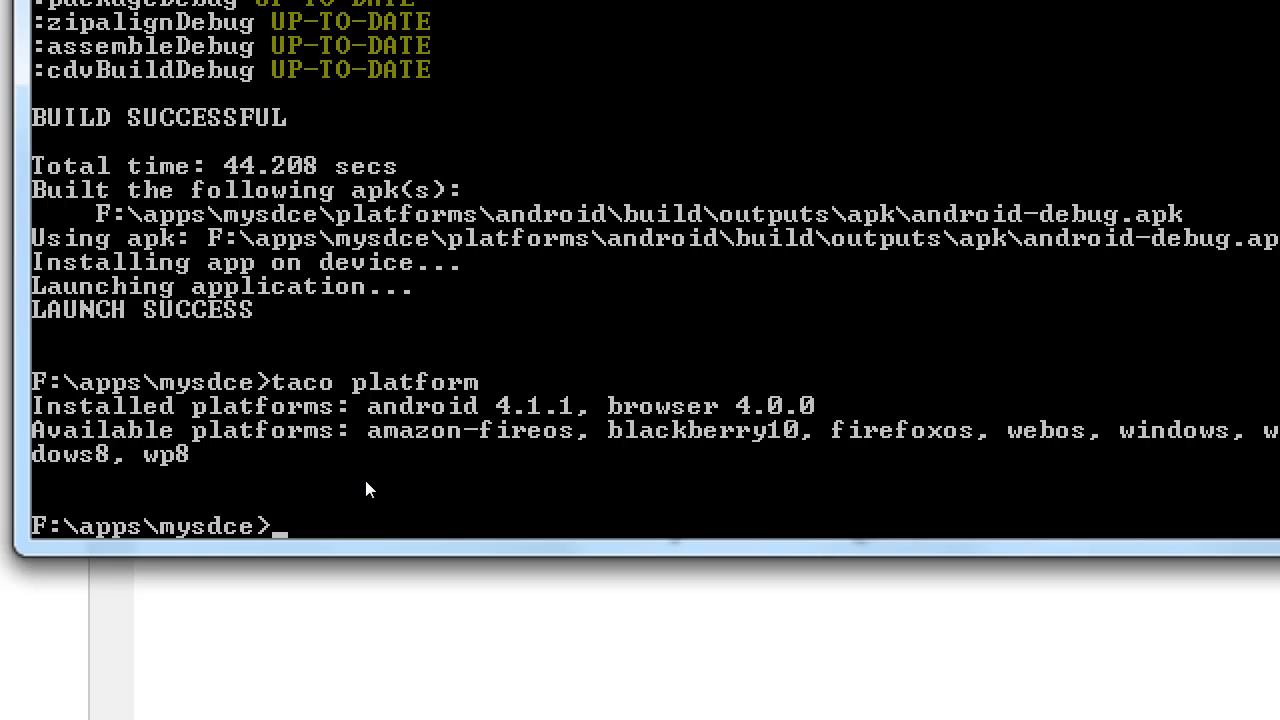 :packageDebug UP-TO-DATE
:zipalignDebug UP-TO-DATE
:assembleDebug UP-TO-DATE
:cdvBuildDebug UP-TO-DATE
BUILD SUCCESSFUL
Total time: 44.208 secs
Built the following apk(s):
F:\apps\mysdce\platforms\android\build\outputs\apk\android-debug.apk
Using apk: F:\apps\mysdce\platforms\android\build\outputs\apk\android-debug.ap
Installing app on device...
Launching application...
LAUNCH SUCCESS
F:\apps\mysdce>taco platform
Installed platforms: android 4.1.1, browser 4.0.0
Available platforms: amazon-fireos, blackberry10, firefoxos, webos, windows, w
dows8, wp8
F:\apps\mysdce>_